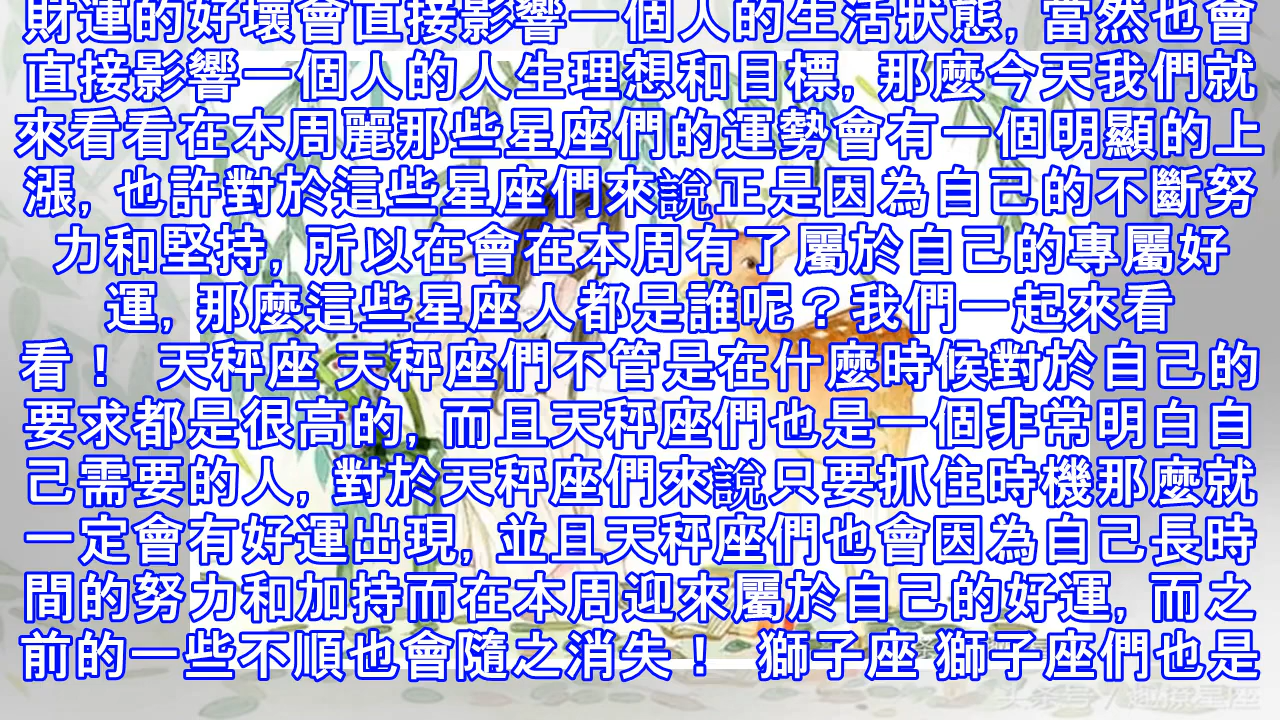 財運的好壞會直接影響一個人的生活狀態, 當然也會
直接影響一個人的人生理想和目標, 那麼今天我們就
來看看在本周麗那些星座們的運勢會有一個明顯的上
漲, 也許對於這些星座們來說正是因為自己的不斷努
力和堅持, 所以在會在本周有了屬於自己的專屬好
運, 那麼這些星座人都是誰呢？我們一起來看
看！ 天秤座 天秤座們不管是在什麼時候對於自己的
要求都是很高的, 而且天秤座們也是一個非常明白自
己需要的人, 對於天秤座們來說只要抓住時機那麼就
一定會有好運出現, 並且天秤座們也會因為自己長時
間的努力和加持而在本周迎來屬於自己的好運, 而之
前的一些不順也會隨之消失！ 獅子座 獅子座們也是